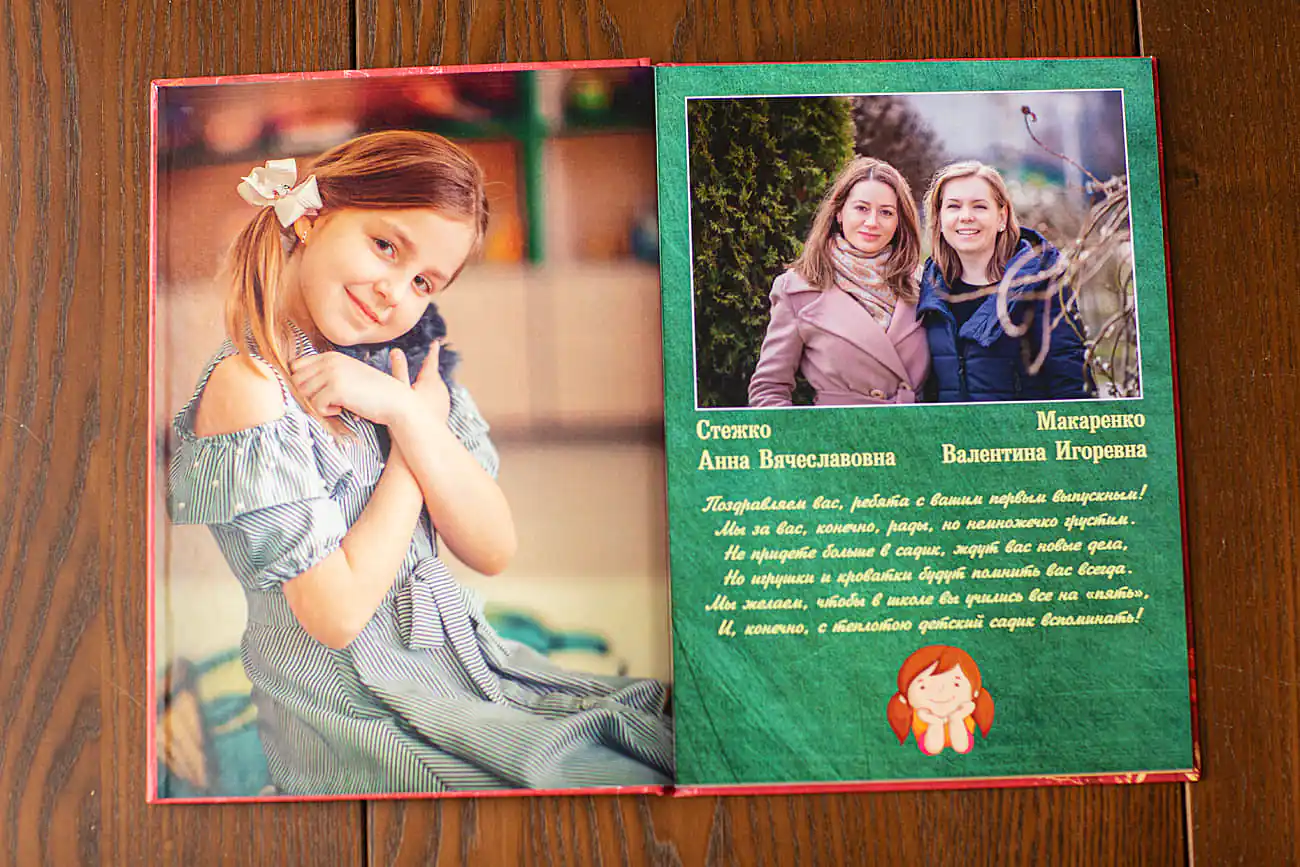 Стежко
Анна Вячеславовна
Макаренко
Валентина Игоревна
Поздравляем вас, ребята с вашим первым выпускным!
Мы за вас, конечно, рады, но немножечко грустим.
Не придете больше в садик, ждут вас новые дела,
Но игрушки и кроватки будут помнить вас всегда.
Мы желаем, чтобы в школе вы учились все на «пять»,
И, конечно, с теплотою детский садик вспоминать!